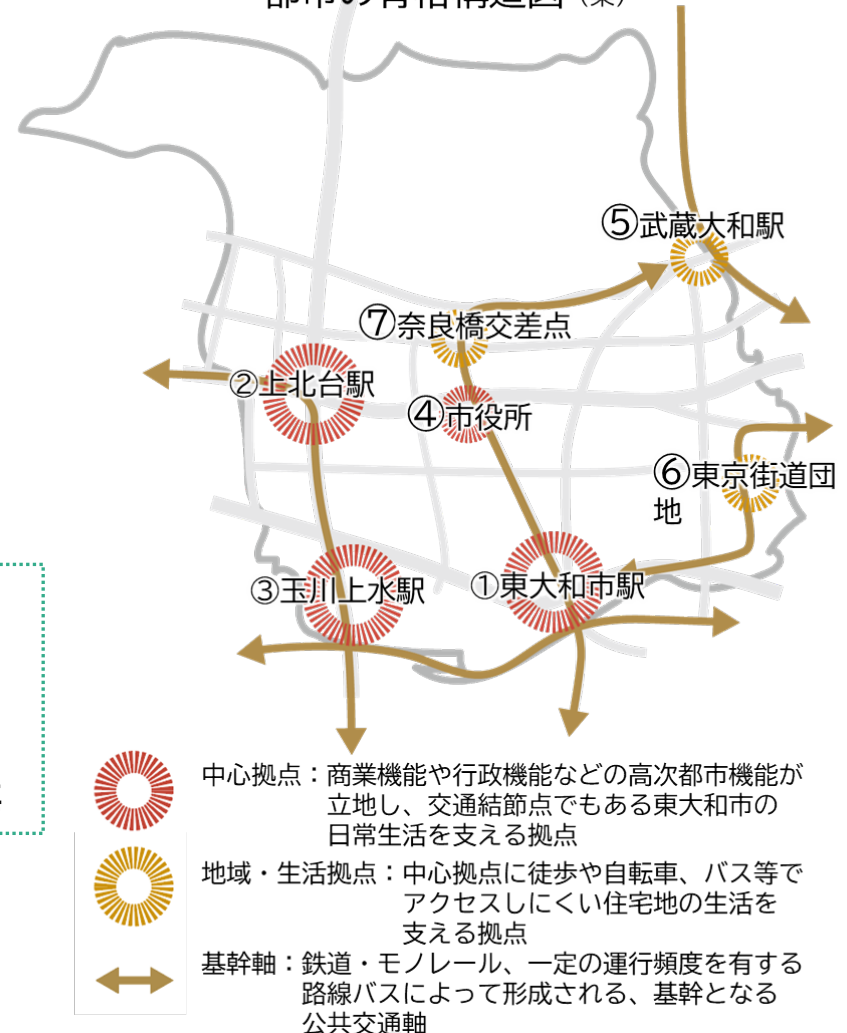 都市の骨格構造図（案）
⑤武蔵大和駅
⑦奈良橋交差点
②上北台駅
④市役所
⑥東京街道団
地
③玉川上水駅
①東大和市駅
中心拠点：商業機能や行政機能などの高次都市機能が
立地し、交通結節点でもある東大和市の
日常生活を支える拠点
地域・生活拠点：中心拠点に徒歩や自転車、バス等で
アクセスしにくい住宅地の生活を
支える拠点
基幹軸：鉄道・モノレール、一定の運行頻度を有する
路線バスによって形成される、基幹となる
公共交通軸